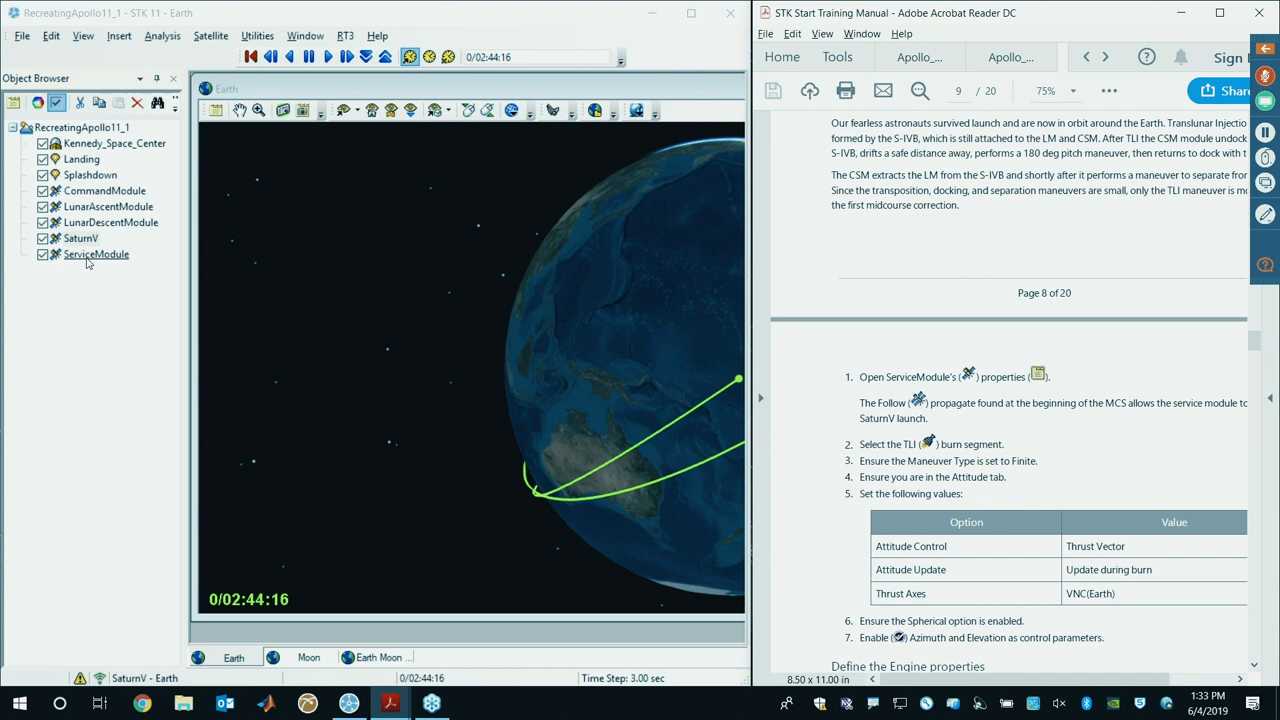 RecreatingApollo11_1 - STK 11 - Earth
File Edit View Insert Analysis Satellite Utilities Window RT3 Help
0/02:44:16
Object Browser
RecreatingApollo11_1
Kennedy_Space_Center
Landing
Splashdown
CommandModule
LunarAscentModule
LunarDescentModule
SaturnV
ServiceModule
Earth
0/02:44:16
Earth Moon Earth Moon ...
SaturnV - Earth 0/02:44:16 Time Step: 3.00 sec
STK Start Training Manual - Adobe Acrobat Reader DC
File Edit View Window Help
Home Tools Apollo_... Apollo_... Sign
9 / 20 75% Shar
Our fearless astronauts survived launch and are now in orbit around the Earth. Translunar Injectio
formed by the S-IVB, which is still attached to the LM and CSM. After TLI the CSM module undock
S-IVB, drifts a safe distance away, performs a 180 deg pitch maneuver, then returns to dock with t
The CSM extracts the LM from the S-IVB and shortly after it performs a maneuver to separate from
Since the transposition, docking, and separation maneuvers are small, only the TLI maneuver is mo
the first midcourse correction.
Page 8 of 20
1. Open ServiceModule's ( ) properties ( ).
The Follow ( ) propagate found at the beginning of the MCS allows the service module to
SaturnV launch.
2. Select the TLI ( ) burn segment.
3. Ensure the Maneuver Type is set to Finite.
4. Ensure you are in the Attitude tab.
5. Set the following values:
Option Value
Attitude Control Thrust Vector
Attitude Update Update during burn
Thrust Axes VNC(Earth)
6. Ensure the Spherical option is enabled.
7. Enable ( ) Azimuth and Elevation as control parameters.
Define the Engine properties
8.50 x 11.00 in
1:33 PM
6/4/2019